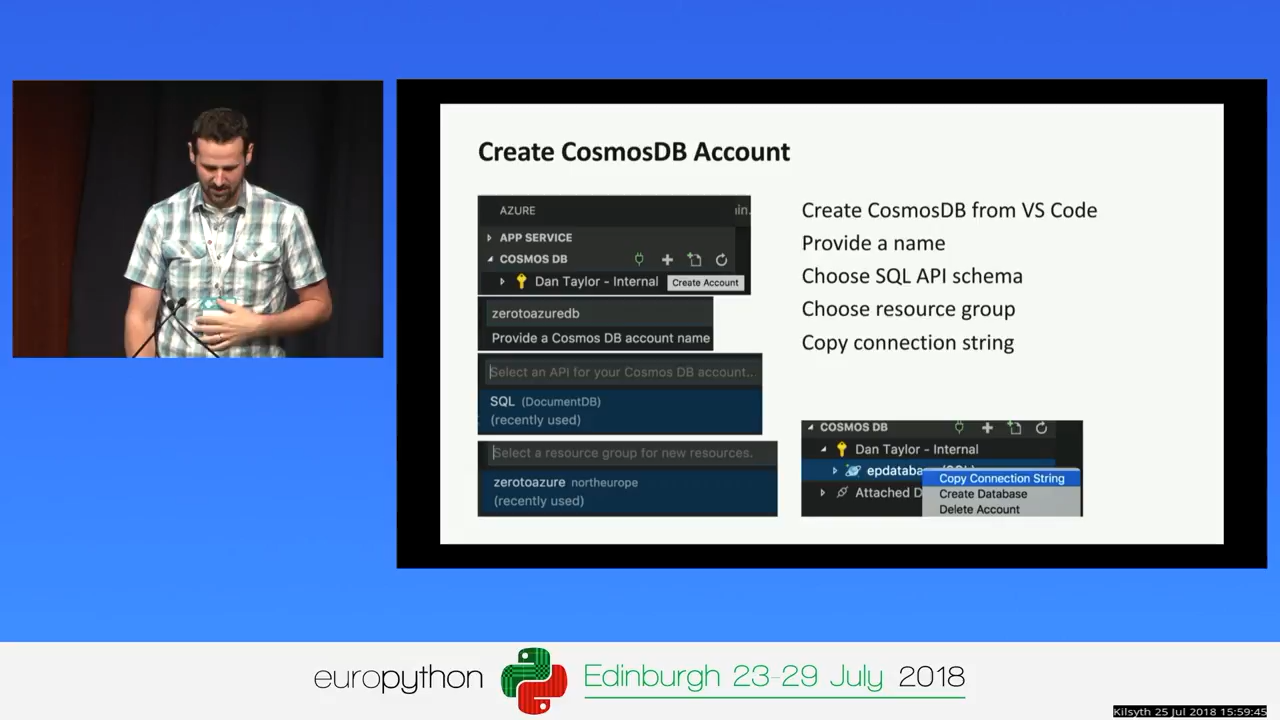 Create CosmosDB Account
AZURE
APP SERVICE
COSMOS DB
Dan Taylor - Internal
Create Account
zerotoazuredb
Provide a Cosmos DB account name
Select an API for your Cosmos DB account...
SQL (DocumentDB)
(recently used)
Select a resource group for new resources.
zerotoazure northeurope
(recently used)
Create CosmosDB from VS Code
Provide a name
Choose SQL API schema
Choose resource group
Copy connection string
COSMOS DB
Dan Taylor - Internal
epdataba
Attached D
Copy Connection String
Create Database
Delete Account
europython Edinburgh 23-29 July 2018
Kilsyth 25 Jul 2018 15:59:45